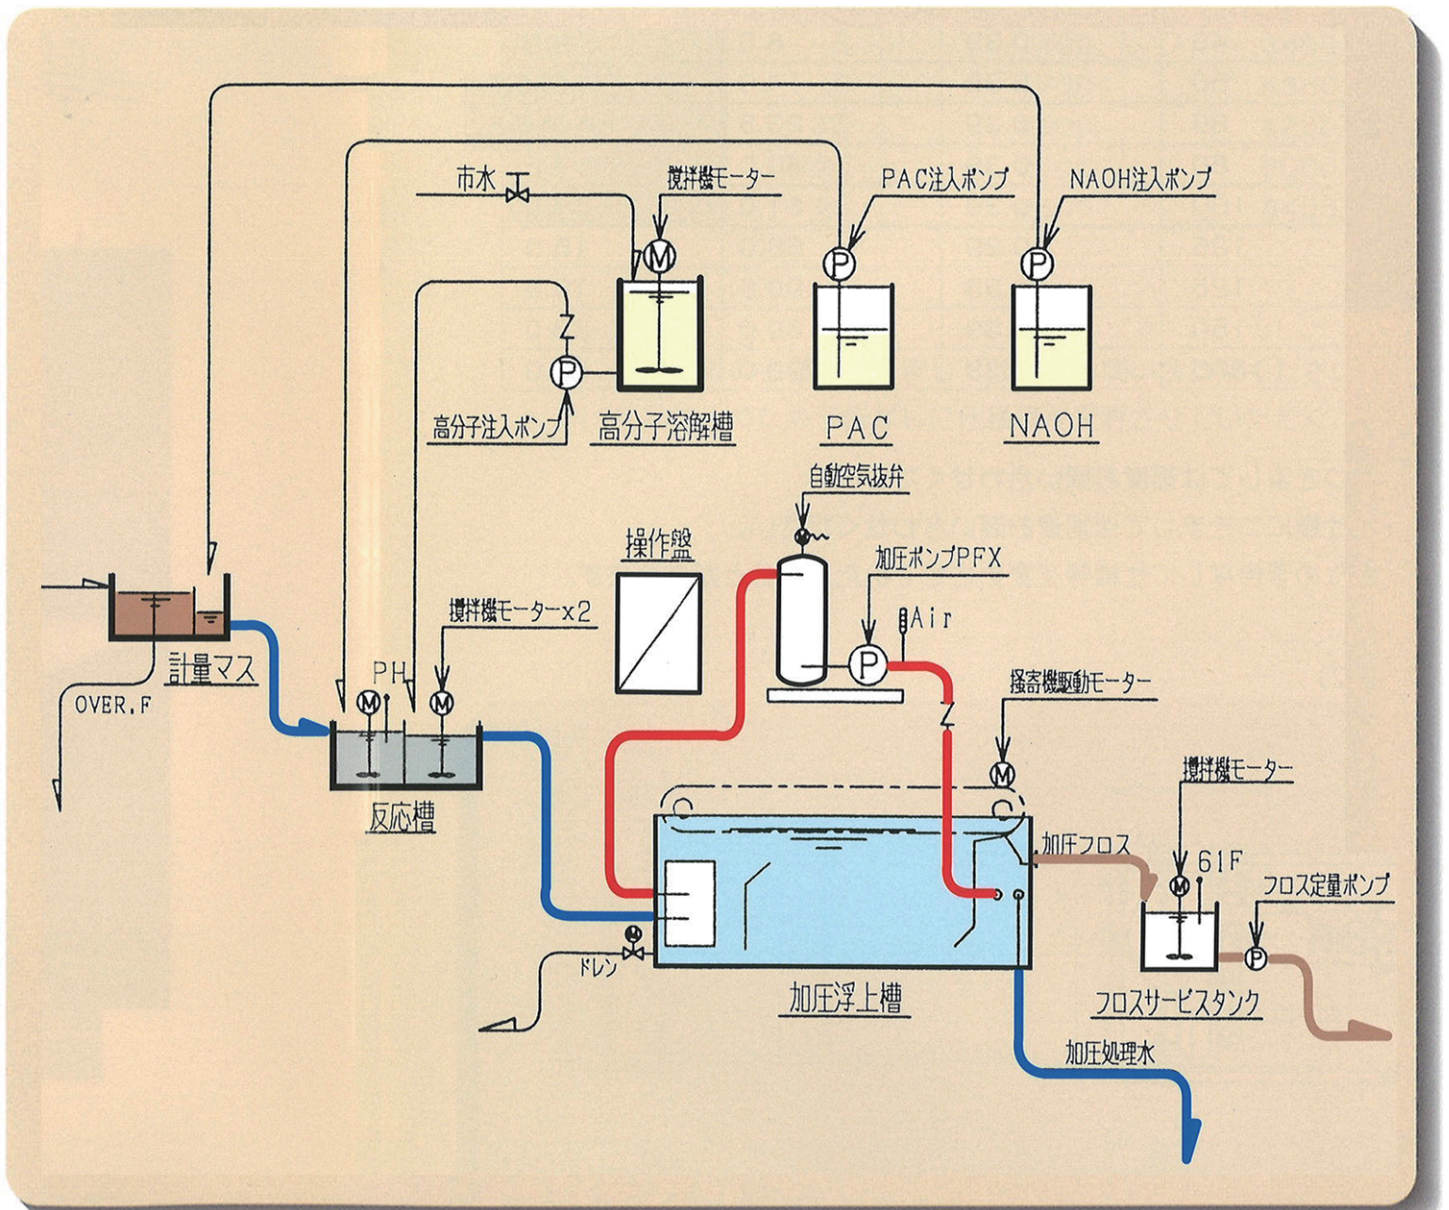 市水
攪拌機モーター
PAC注入ポンプ
NAOH注入ポンプ
M
P
P
P
高分子注入ポンプ
高分子溶解槽
PAC
NAOH
自動空気抜弁
操作盤
M
加圧ポンプPFX
攪拌機モーターx2
Air
計量マス
PH
P
OVER.F
M
M
掻寄機駆動モーター
M
攪拌機モーター
反応槽
加圧フロス
61F
M
フロス定量ポンプ
M
ドレン
P
加圧浮上槽
フロスサービスタンク
加圧処理水